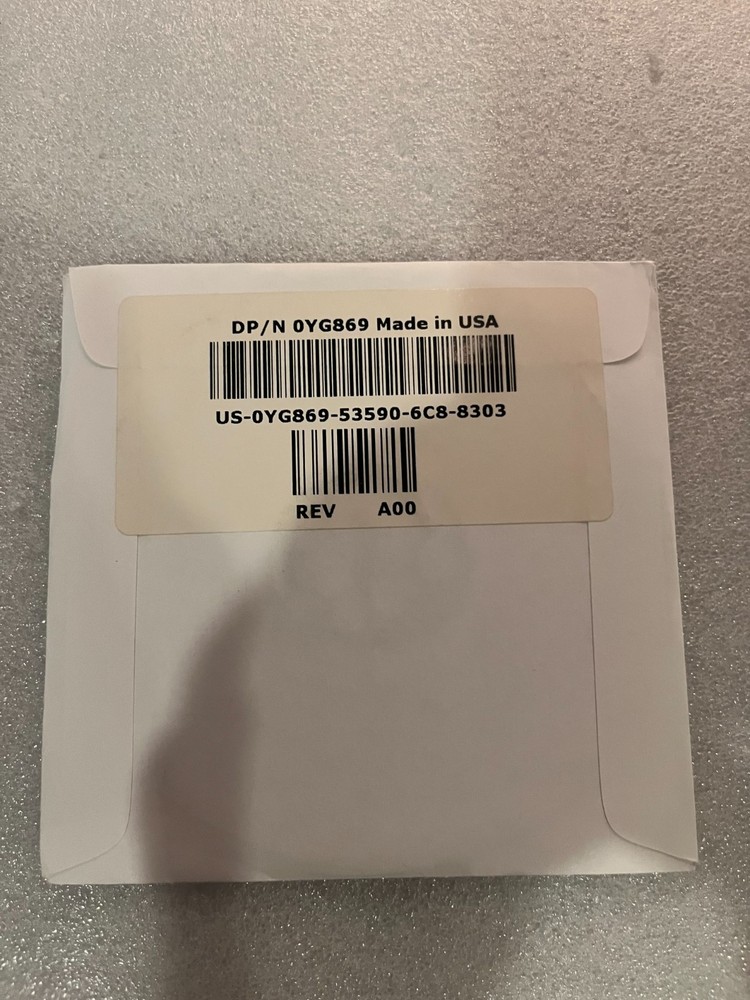 DP/N 0YG869 Made in USA
US-0YG869-53590-6C8-8303
REV A00